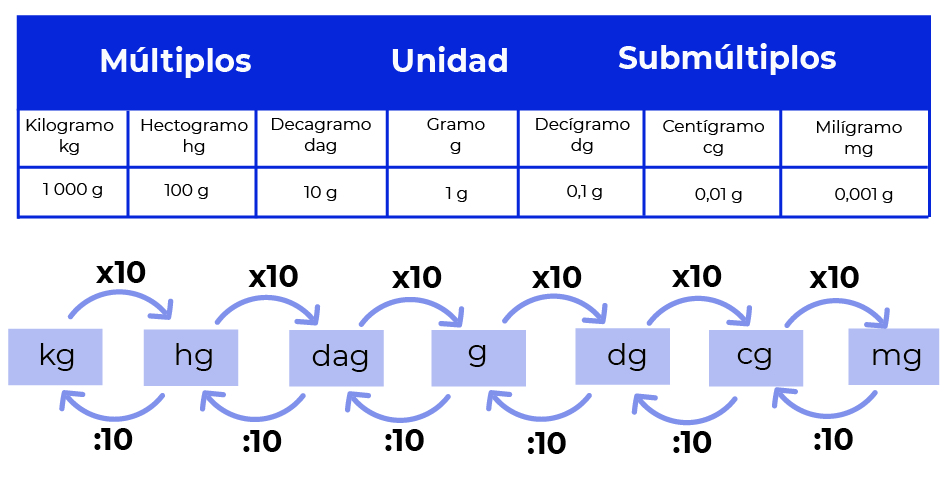 Múltiplos Unidad Submúltiplos
Kilogramo Hectogramo Decagramo Gramo Decígramo Centígramo Milígramo
kg hg dag g dg cg mg
1 000 g 100 g 10 g 1 g 0,1 g 0,01 g 0,001 g
x10 x10 x10 x10 x10 x10
kg hg dag g dg cg mg
:10 :10 :10 :10 :10 :10